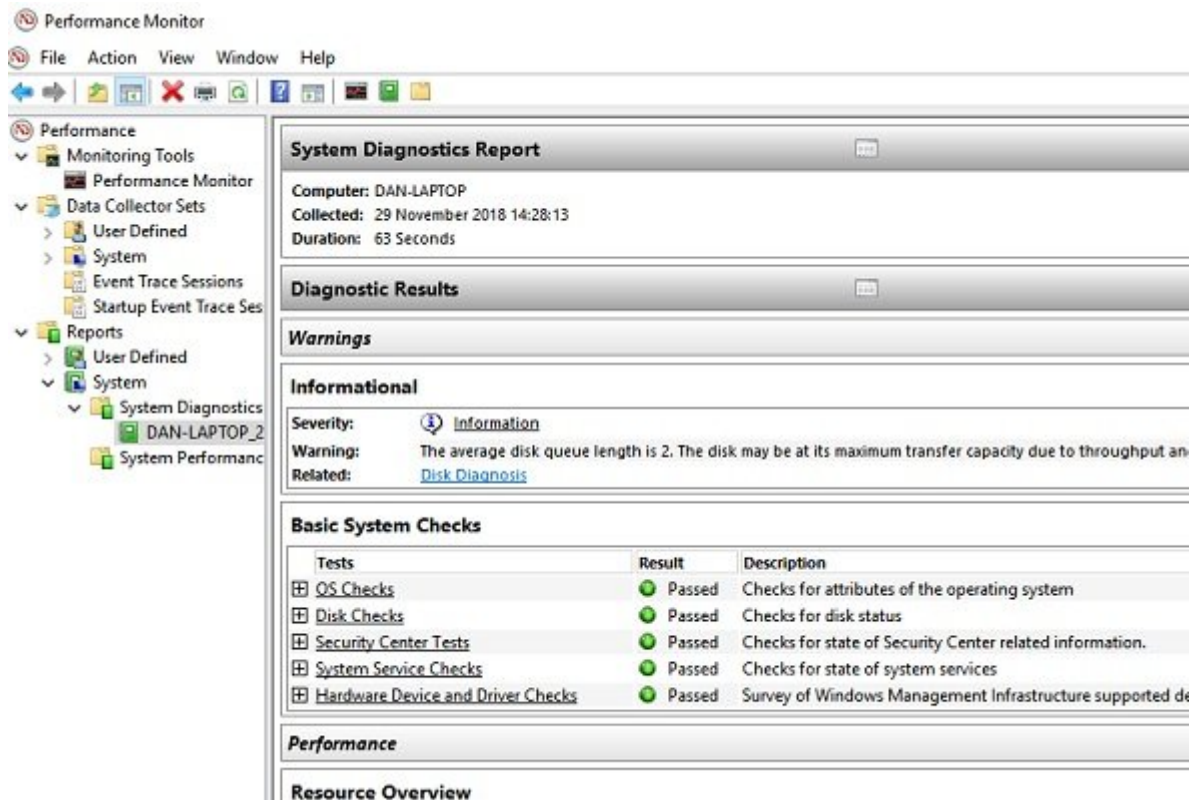 Performance Monitor
File Action View Window Help
Performance
Monitoring Tools
Performance Monitor
Data Collector Sets
User Defined
System
Event Trace Sessions
Startup Event Trace Ses
Reports
User Defined
System
System Diagnostics
DAN-LAPTOP_2
System Performanc
System Diagnostics Report
Computer: DAN-LAPTOP
Collected: 29 November 2018 14:28:13
Duration: 63 Seconds
Diagnostic Results
Warnings
Informational
Severity: Information
Warning: The average disk queue length is 2. The disk may be at its maximum transfer capacity due to throughput an
Related: Disk Diagnosis
Basic System Checks
Tests Result Description
OS Checks Passed Checks for attributes of the operating system
Disk Checks Passed Checks for disk status
Security Center Tests Passed Checks for state of Security Center related information.
System Service Checks Passed Checks for state of system services
Hardware Device and Driver Checks Passed Survey of Windows Management Infrastructure supported de
Performance
Resource Overview